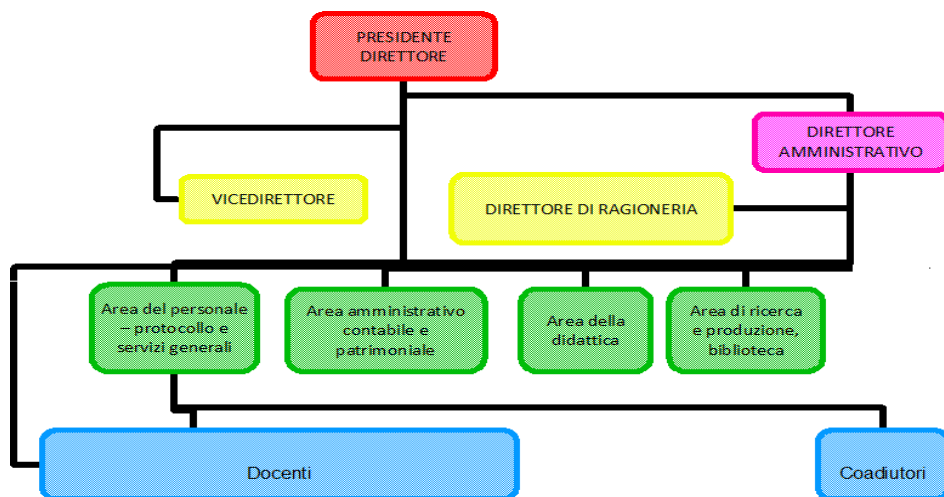 PRESIDENTE
DIRETTORE
DIRETTORE
AMMINISTRATIVO
VICEDIRETTORE
DIRETTORE DI RAGIONERIA
Area del personale
– protocollo e
servizi generali
Area amministrativo
contabile e
patrimoniale
Area della
didattica
Area di ricerca
e produzione,
biblioteca
Docenti
Coadiutori